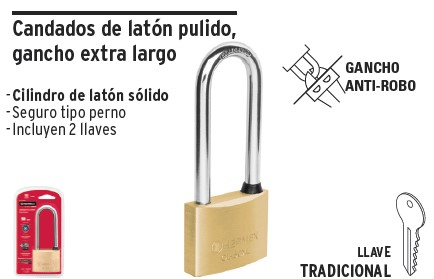 Candados de latón pulido,
gancho extra largo
-Cilindro de latón sólido
-Seguro tipo perno
-Incluyen 2 llaves
GANCHO
ANTI-ROBO
LLAVE
TRADICIONAL